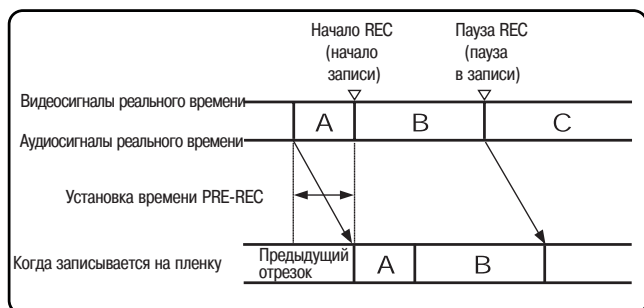 Начало REC
(начало
записи)
Пауза REC
(пауза
в записи)
Видеосигналы реального времени
A
B
C
Аудиосигналы реального времени
Установка времени PRE-REC
Когда записывается на пленку
Предыдущий
отрезок
A
B